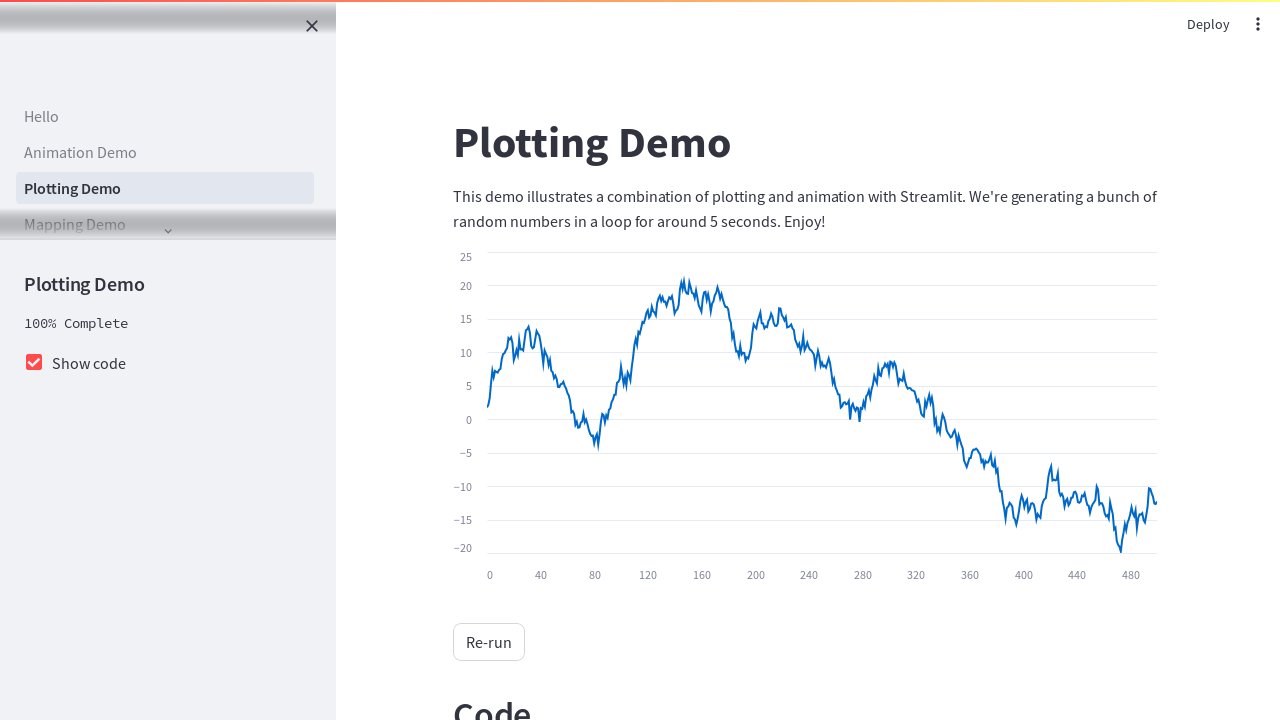 Deploy
Hello
Animation Demo
Plotting Demo
Mapping Demo
Plotting Demo
100% Complete
Show code
Plotting Demo
This demo illustrates a combination of plotting and animation with Streamlit. We're generating a bunch of
random numbers in a loop for around 5 seconds. Enjoy!
25
20
15
10
5
0
−5
−10
−15
−20
0 40 80 120 160 200 240 280 320 360 400 440 480
Re-run
Code